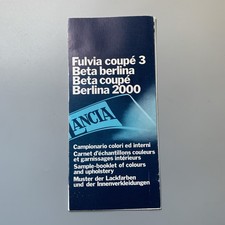 Fulvia coupé 3
Beta berlina
Beta coupé
Berlina 2000
LANCIA
Campionario colori ed interni
Carnet d'échantillons couleurs
et garnissages intérieurs
Sample-booklet of colours
and upholstery
Muster der Lackfarben
und der Innenverkleidungen